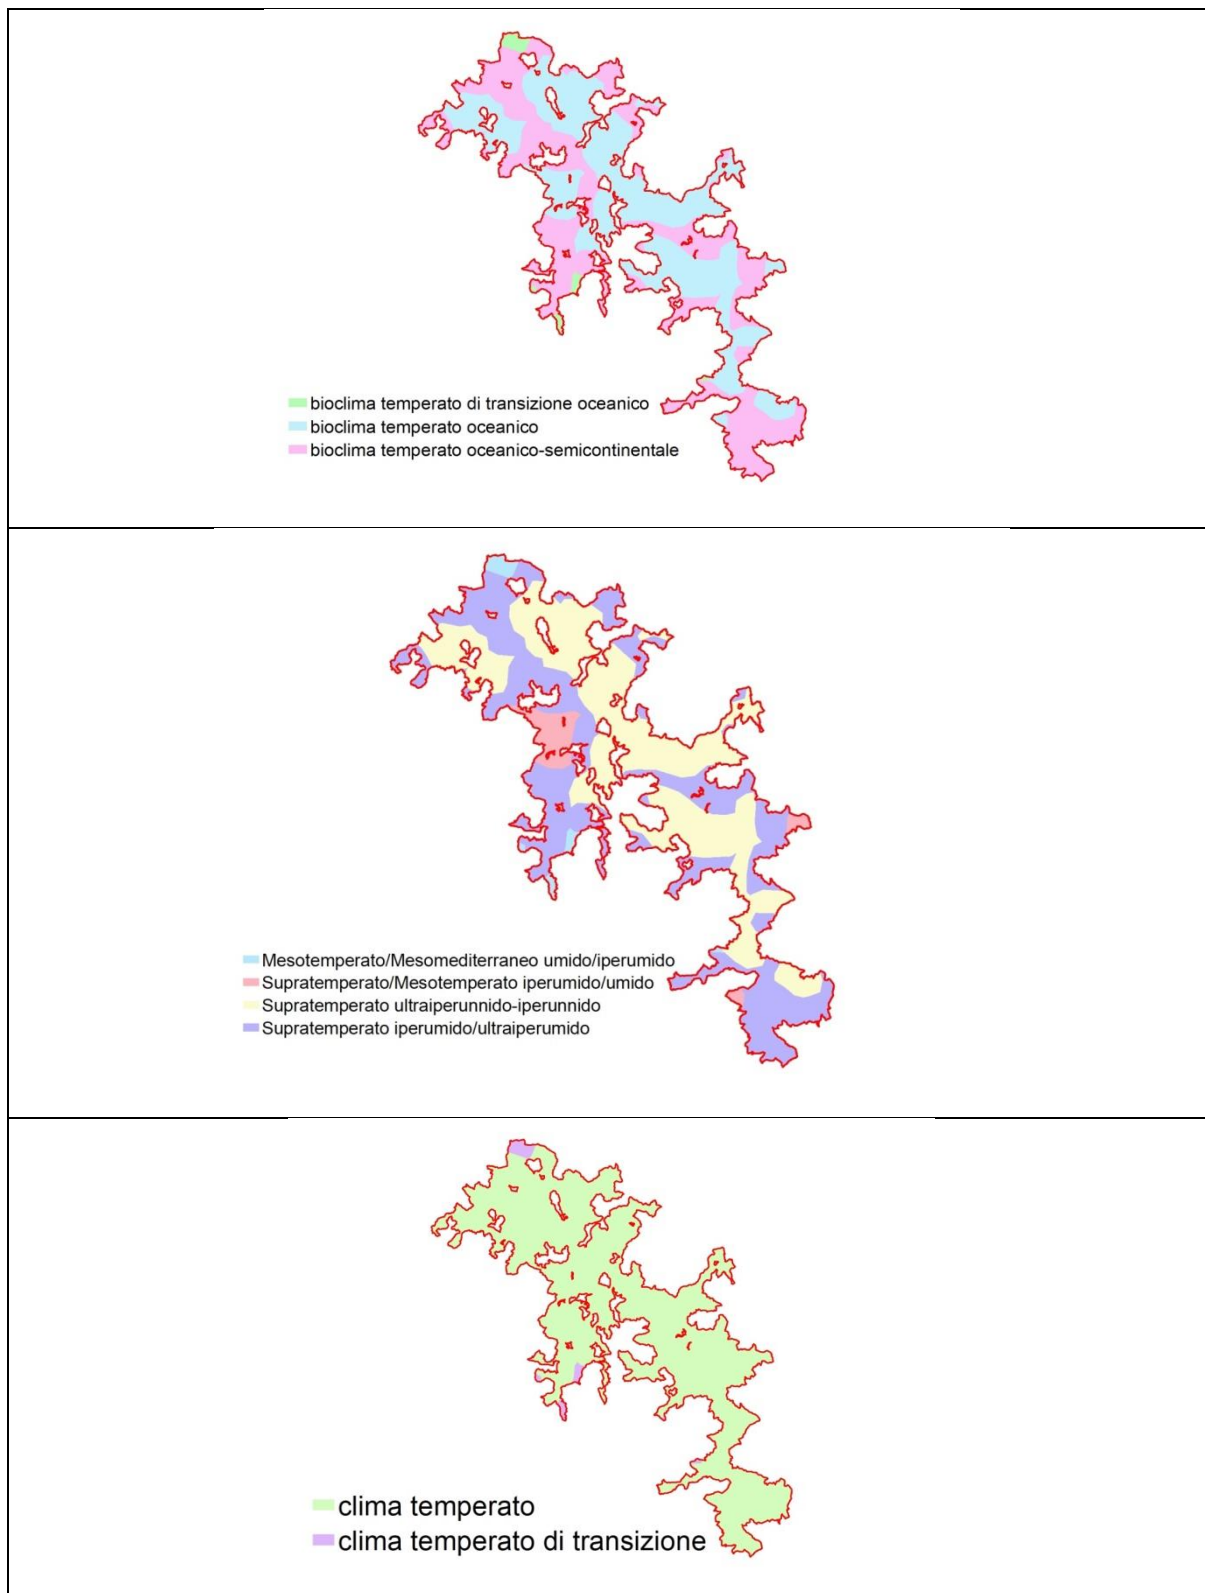 bioclima temperato di transizione oceanico
bioclima temperato oceanico
bioclima temperato oceanico-semicontinentale
Mesotemperato/Mesomediterraneo umido/iperumido
Supratemperato/Mesotemperato iperumido/umido
Supratemperato ultraiperunnido-iperunnido
Supratemperato iperumido/ultraiperumido
clima temperato
clima temperato di transizione